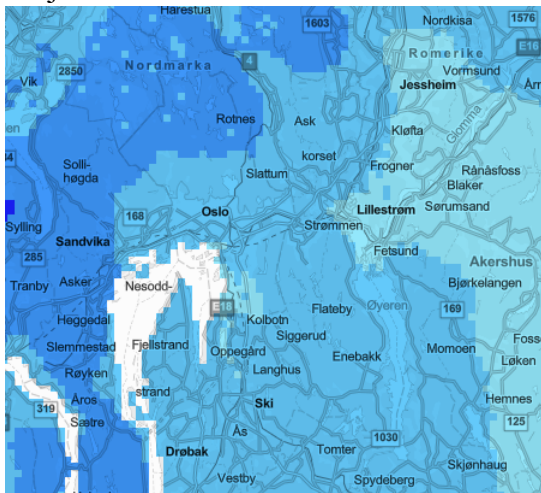 Harestua
Nordkisa
1576
1603
E16
Romerike
2850
Nordmarka
4
Vik
Vormsund
Jessheim
Rotnes
Ask
Kløfta
Glomma
korset
Solli-
høgda
Slattum
Frogner
Rånåsfoss
Blaker
168
Oslo
Lillestrøm
Sørumsand
Sylling
Strømmen
Sandvika
Fetsund
285
Akershus
Tranby
Asker
Nesodd-
Bjørkelangen
E18
Øyeren
169
Heggedal
Kolbotn
Flateby
Siggerud
Slemmestad
Fjellstrand
Oppegård
Enebakk
Momoen
Løken
Røyken
Langhus
strand
Åros
Ski
Hemnes
319
Sætre
125
Ås
1030
Drøbak
Tomter
Skjønhaug
Vestby
Spydeberg